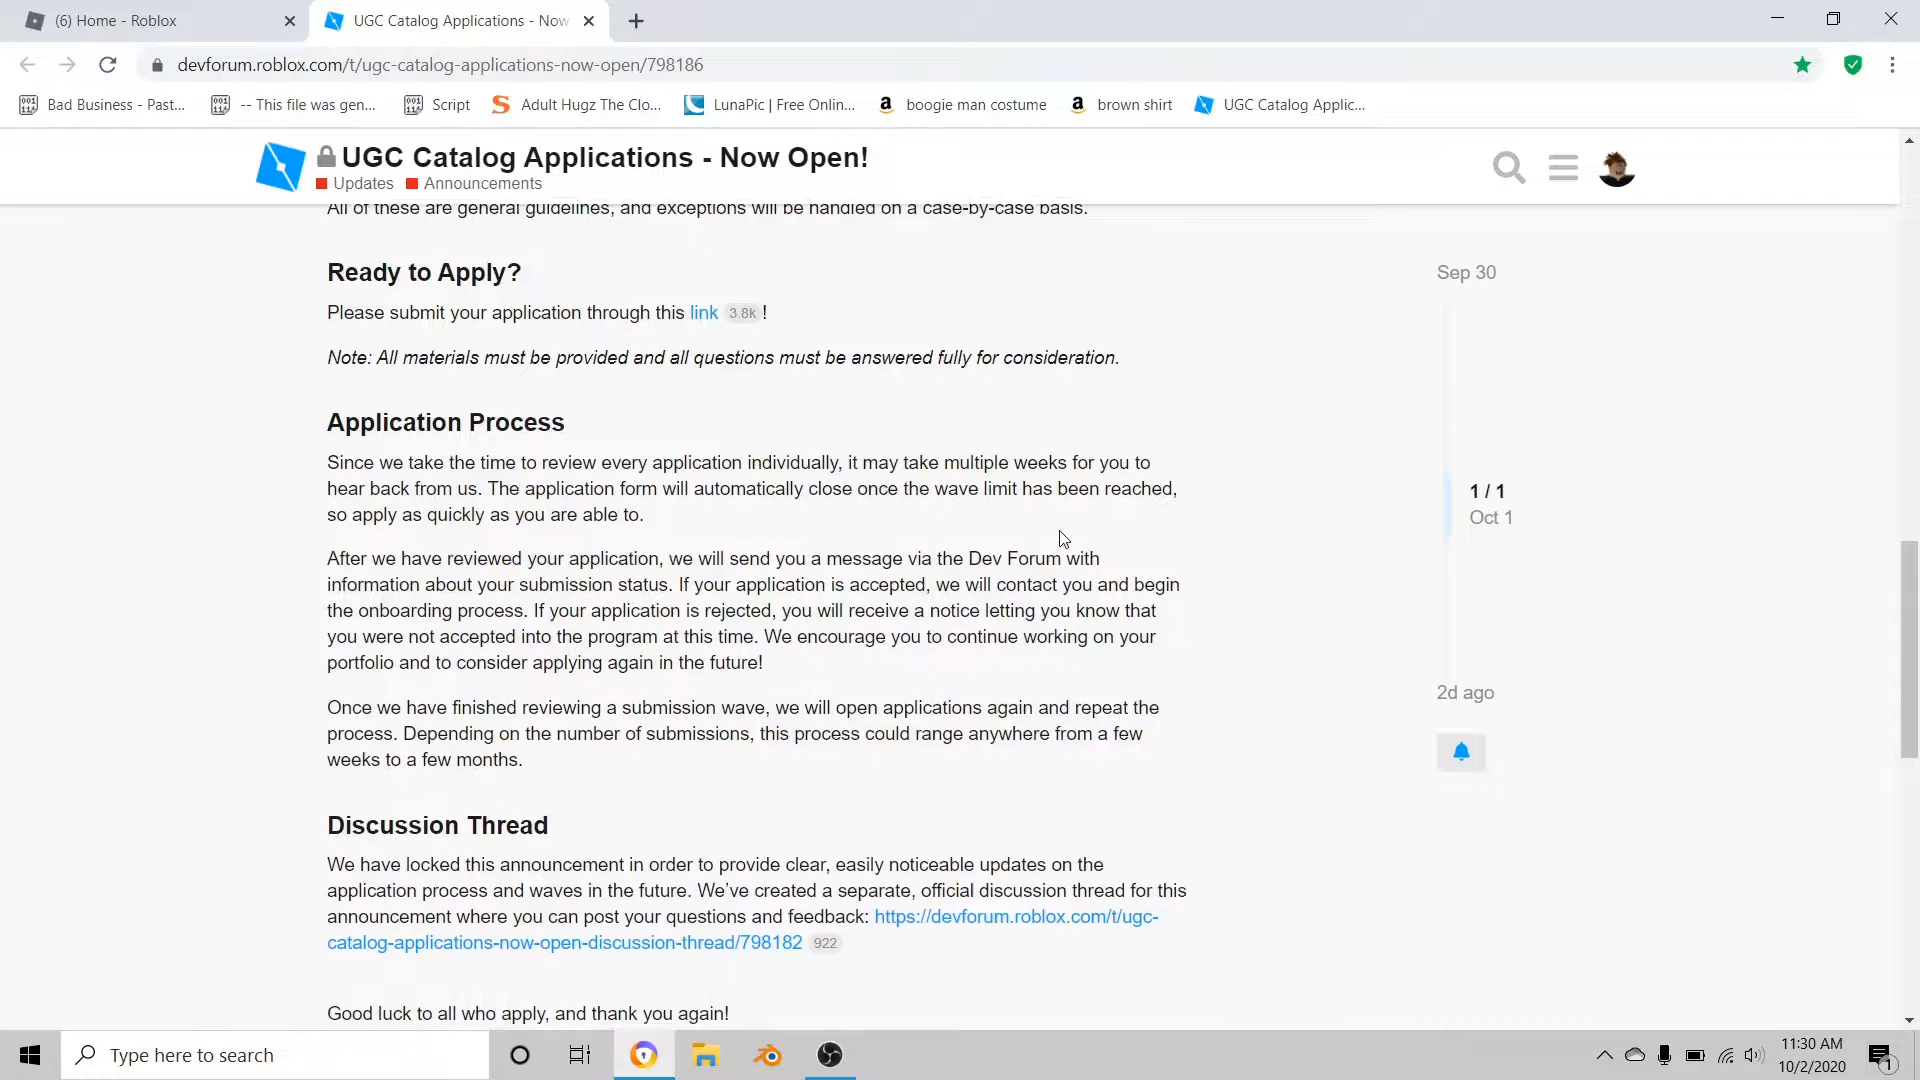 (6) Home - Roblox
UGC Catalog Applications - Now
devforum.roblox.com/t/ugc-catalog-applications-now-open/798186
Bad Business - Past...
-- This file was gen...
Script
Adult Hugz The Clo...
LunaPic | Free Onlin...
boogie man costume
brown shirt
UGC Catalog Applic...
UGC Catalog Applications - Now Open!
Updates Announcements
All of these are general guidelines, and exceptions will be handled on a case-by-case basis.
Ready to Apply?
Please submit your application through this link 3.8k !
Note: All materials must be provided and all questions must be answered fully for consideration.
Application Process
Since we take the time to review every application individually, it may take multiple weeks for you to
hear back from us. The application form will automatically close once the wave limit has been reached,
so apply as quickly as you are able to.
After we have reviewed your application, we will send you a message via the Dev Forum with
information about your submission status. If your application is accepted, we will contact you and begin
the onboarding process. If your application is rejected, you will receive a notice letting you know that
you were not accepted into the program at this time. We encourage you to continue working on your
portfolio and to consider applying again in the future!
Once we have finished reviewing a submission wave, we will open applications again and repeat the
process. Depending on the number of submissions, this process could range anywhere from a few
weeks to a few months.
Discussion Thread
We have locked this announcement in order to provide clear, easily noticeable updates on the
application process and waves in the future. We’ve created a separate, official discussion thread for this
announcement where you can post your questions and feedback: https://devforum.roblox.com/t/ugc-
catalog-applications-now-open-discussion-thread/798182 922
Good luck to all who apply, and thank you again!
Sep 30
1 / 1
Oct 1
2d ago
Type here to search
11:30 AM
10/2/2020
1